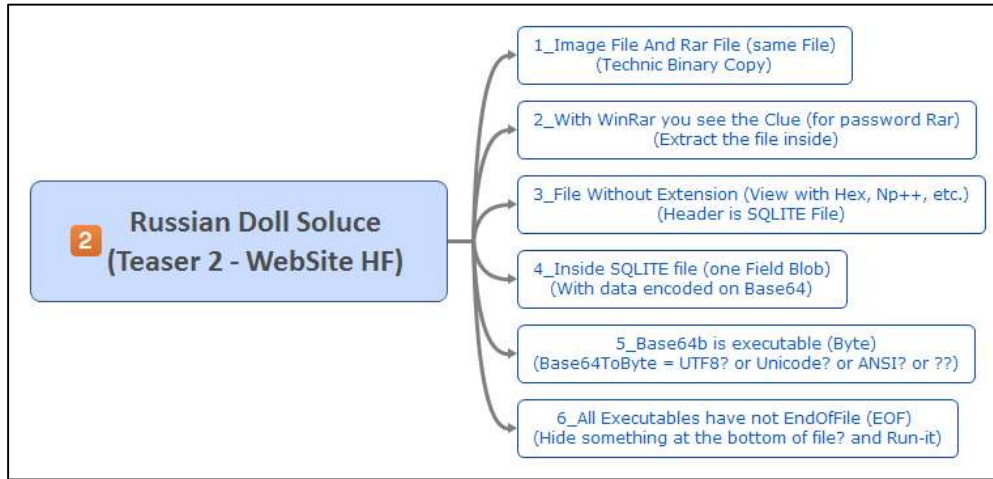 2
Russian Doll Soluce
(Teaser 2 - WebSite HF)
1_Image File And Rar File (same File)
(Technic Binary Copy)
2_With WinRar you see the Clue (for password Rar)
(Extract the file inside)
3_File Without Extension (View with Hex, Np++, etc.)
(Header is SQLITE File)
4_Inside SQLITE file (one Field Blob)
(With data encoded on Base64)
5_Base64b is executable (Byte)
(Base64ToByte = UTF8? or Unicode? or ANSI? or ??)
6_All Executables have not EndOfFile (EOF)
(Hide something at the bottom of file? and Run-it)